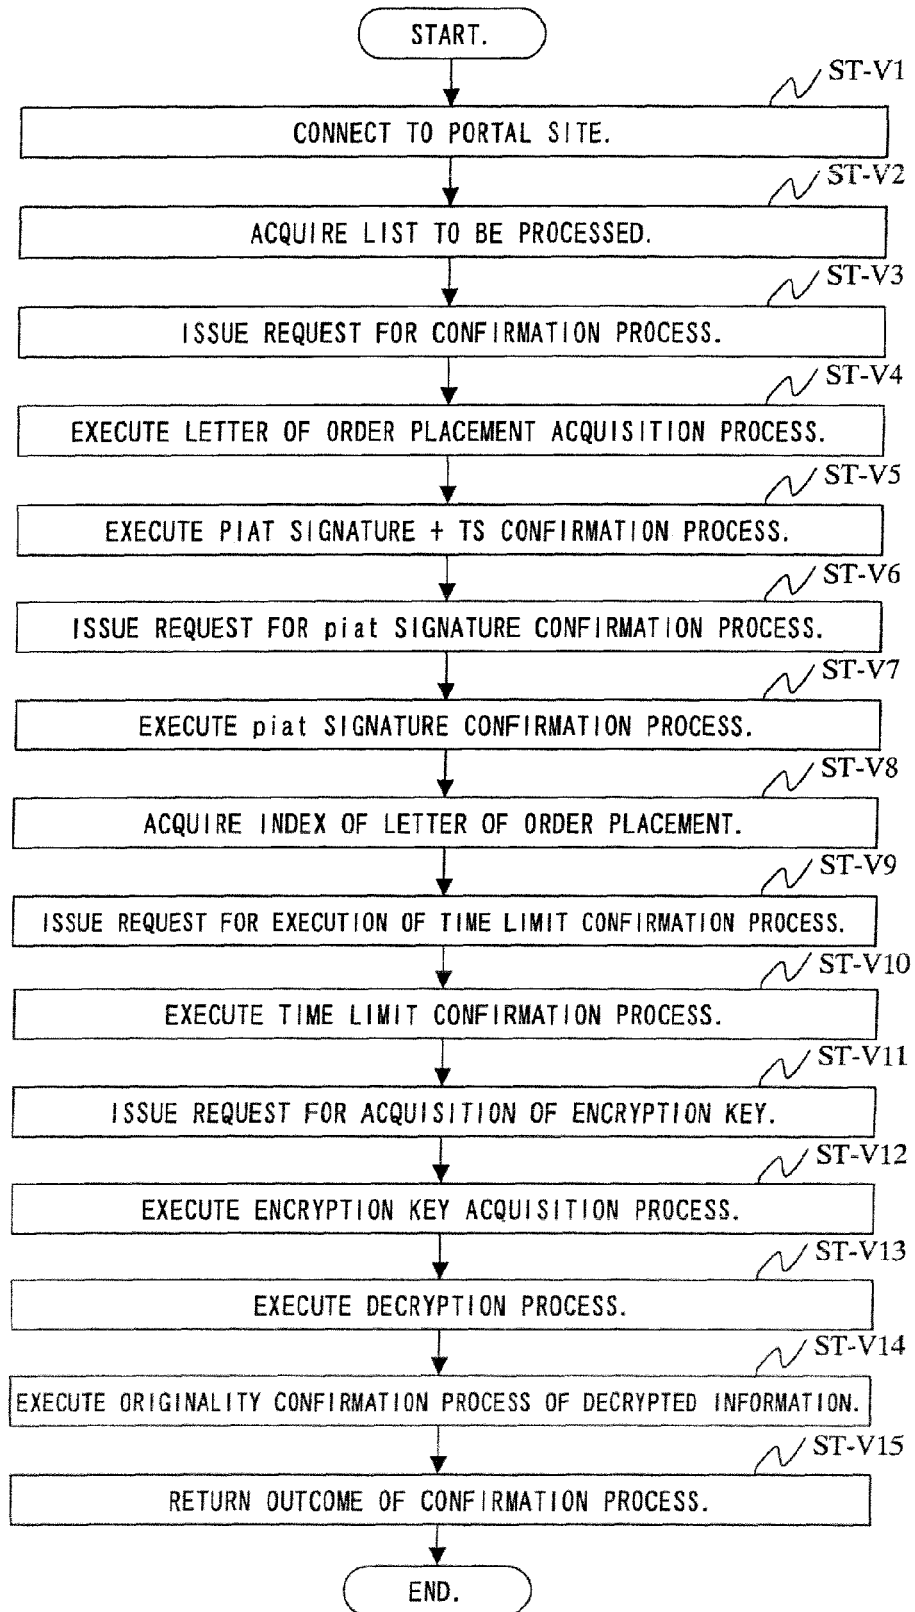 START.
ST-V1
CONNECT TO PORTAL SITE.
ST-V2
ACQUIRE LIST TO BE PROCESSED.
ST-V3
ISSUE REQUEST FOR CONFIRMATION PROCESS.
ST-V4
EXECUTE LETTER OF ORDER PLACEMENT ACQUISITION PROCESS.
ST-V5
EXECUTE PIAT SIGNATURE + TS CONFIRMATION PROCESS.
ST-V6
ISSUE REQUEST FOR piat SIGNATURE CONFIRMATION PROCESS.
ST-V7
EXECUTE piat SIGNATURE CONFIRMATION PROCESS.
ST-V8
ACQUIRE INDEX OF LETTER OF ORDER PLACEMENT.
ST-V9
ISSUE REQUEST FOR EXECUTION OF TIME LIMIT CONFIRMATION PROCESS.
ST-V10
EXECUTE TIME LIMIT CONFIRMATION PROCESS.
ST-V11
ISSUE REQUEST FOR ACQUISITION OF ENCRYPTION KEY.
ST-V12
EXECUTE ENCRYPTION KEY ACQUISITION PROCESS.
ST-V13
EXECUTE DECRYPTION PROCESS.
ST-V14
EXECUTE ORIGINALITY CONFIRMATION PROCESS OF DECRYPTED INFORMATION.
ST-V15
RETURN OUTCOME OF CONFIRMATION PROCESS.
END.